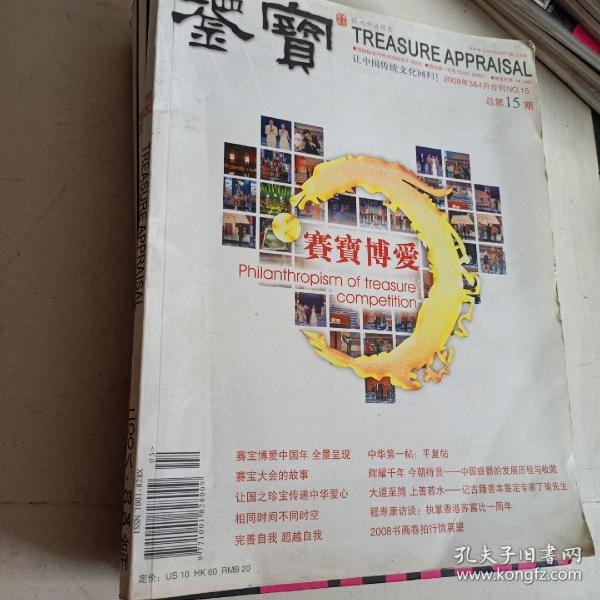 鑒寳
TREASURE APPRAISAL
让中国传统文化回归！
2008年3&4月合刊NO.15
总第15期
賽寶博愛
Philanthropism of treasure
competition
赛宝博爱中国年 全景呈现
赛宝大会的故事
让国之珍宝传递中华爱心
相同时间不同时空
完善自我 超越自我
中华第一帖：平复帖
辉耀千年 今朝待赏——中国银器的发展历程与收藏
大道至简 上善若水——记古籍善本鉴定专家丁瑜先生
程寿康访谈：执掌香港苏富比一周年
2008书画春拍行情展望
03>
9771001828099
ISSN 1001-828X
定价： US 10 HK 60 RMB 20
TREASURE APPRAISAL
孔夫子旧书网
www.kongfz.com